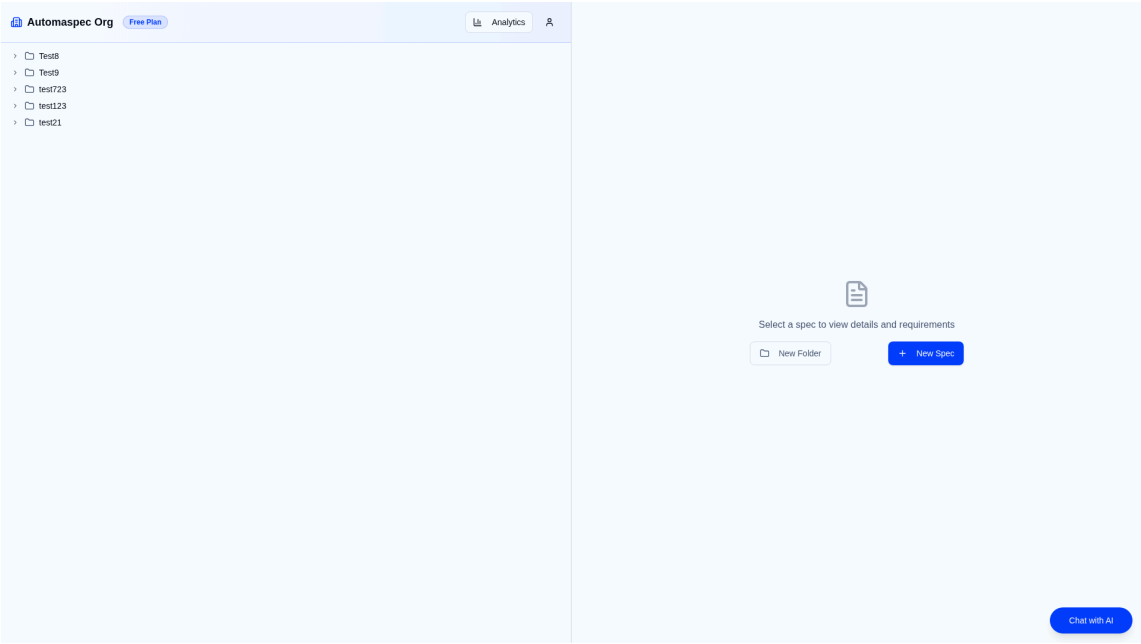 Automaspec Org
Free Plan
Analytics
Test8
Test9
test723
test123
test21
Select a spec to view details and requirements
New Folder
New Spec
Chat with AI